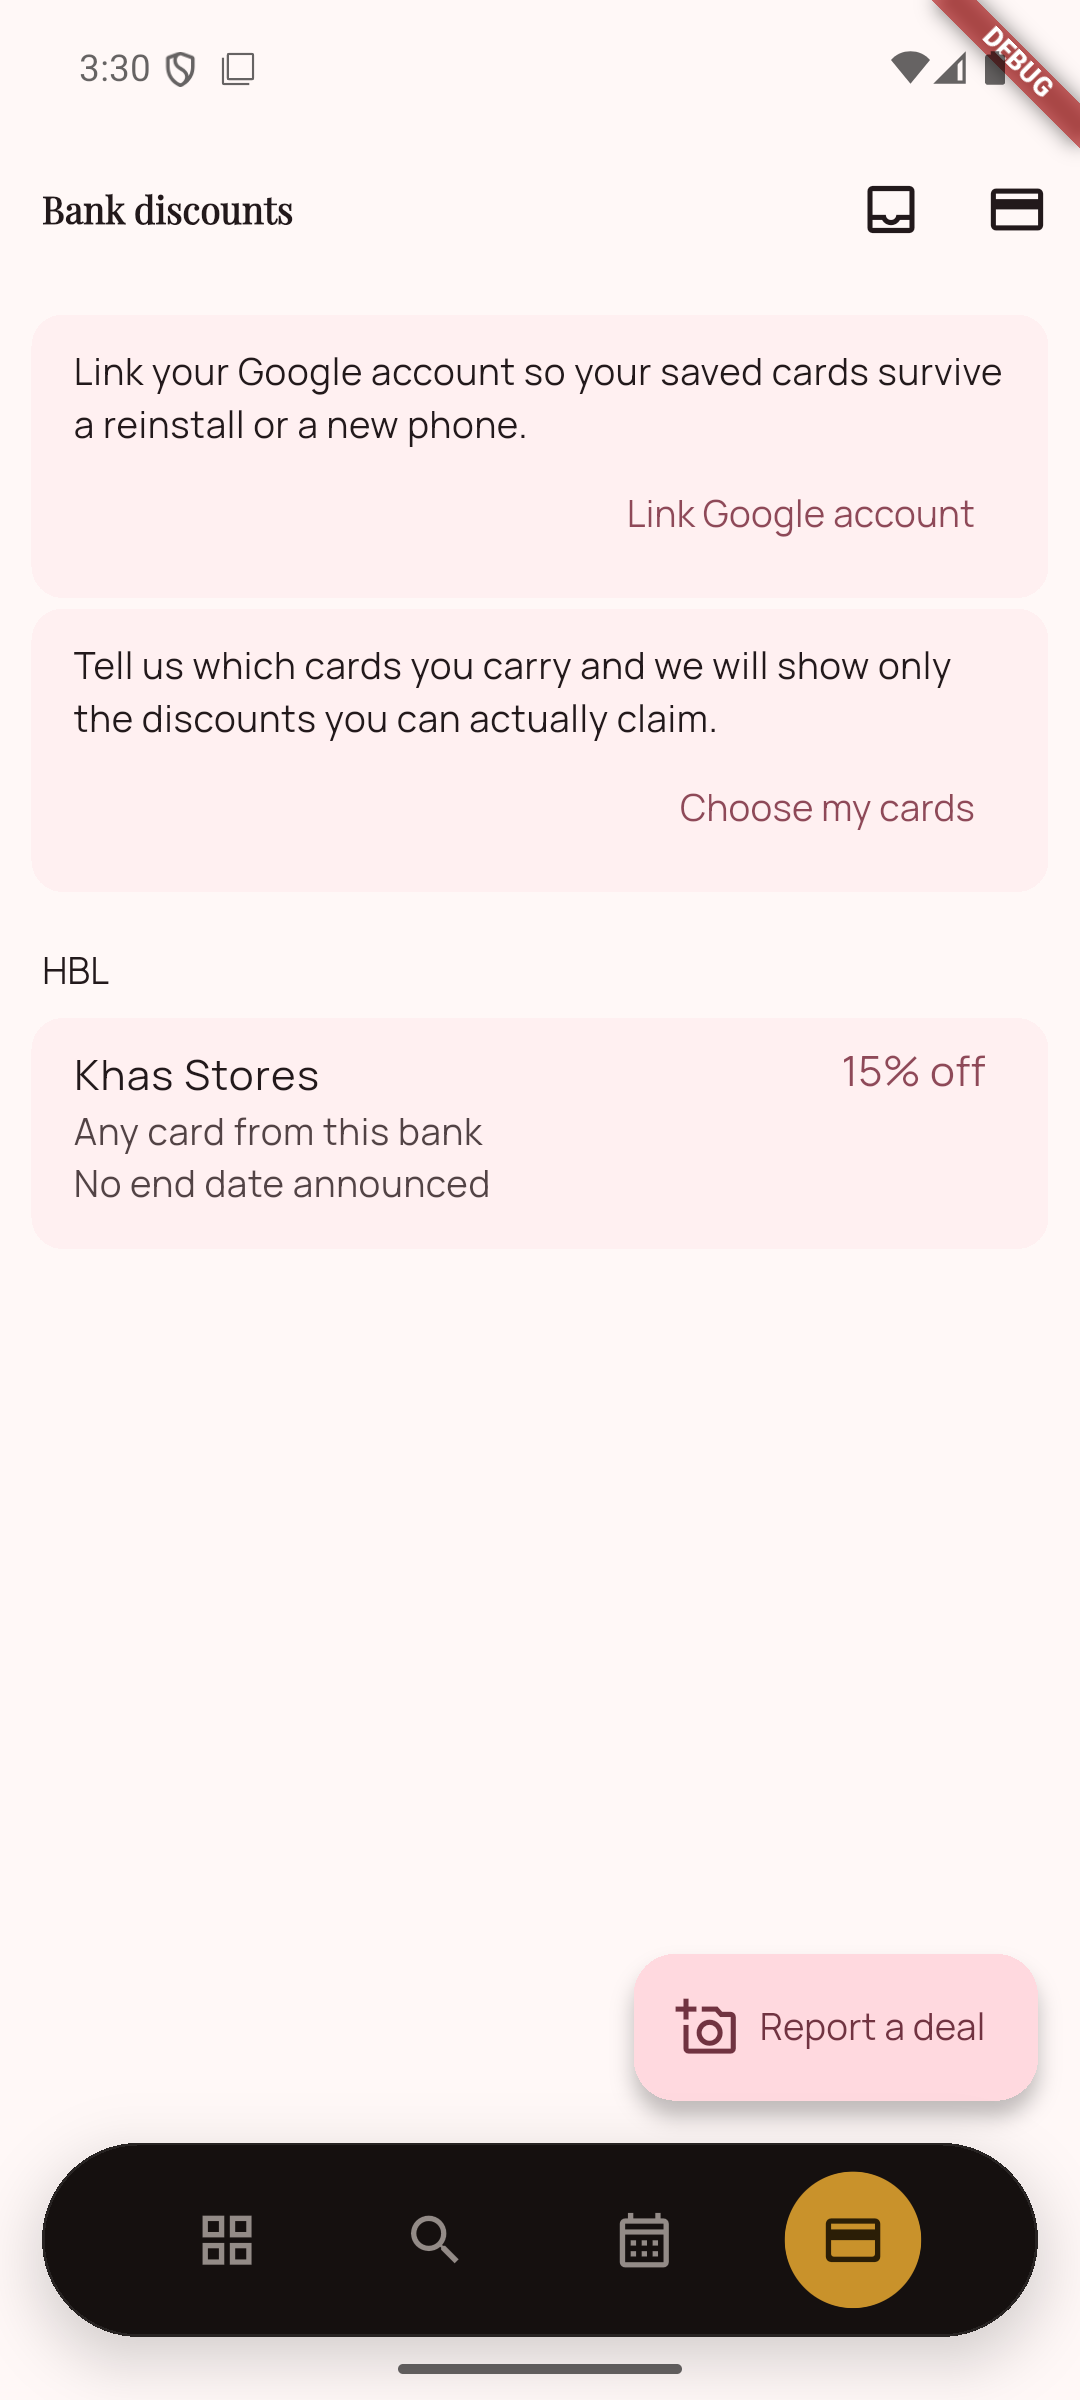 3:30
DEBUG
Bank discounts
Link your Google account so your saved cards survive
a reinstall or a new phone.
Link Google account
Tell us which cards you carry and we will show only
the discounts you can actually claim.
Choose my cards
HBL
Khas Stores
15% off
Any card from this bank
No end date announced
Report a deal